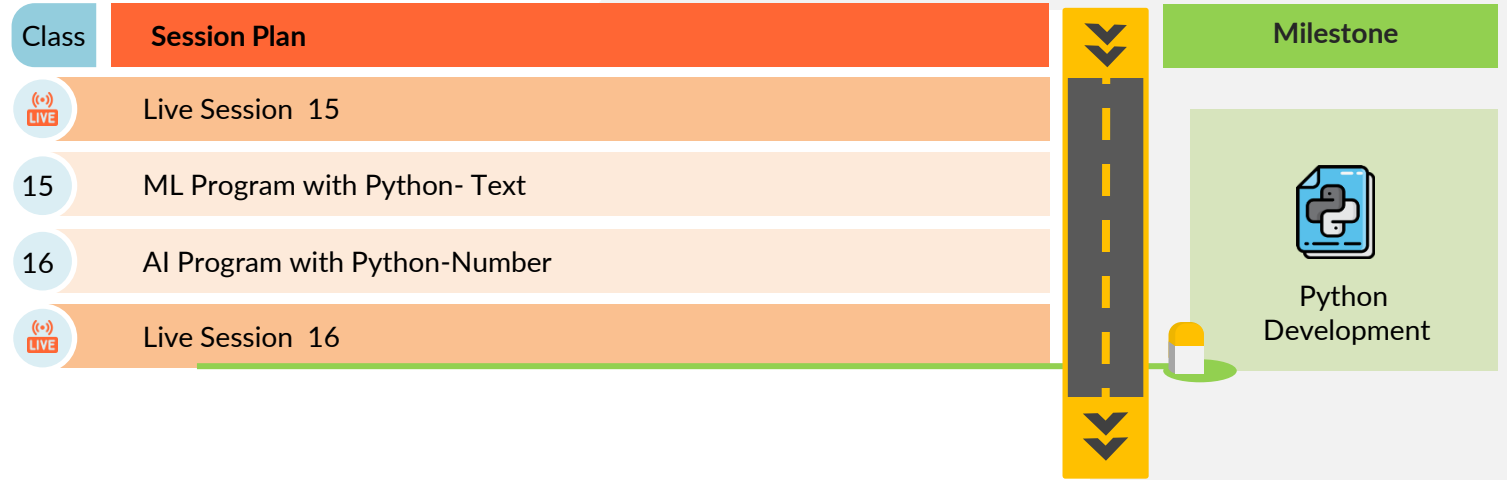 Class Session Plan Milestone
LIVE Live Session 15
15 ML Program with Python- Text
16 AI Program with Python-Number
LIVE Live Session 16
Python
Development